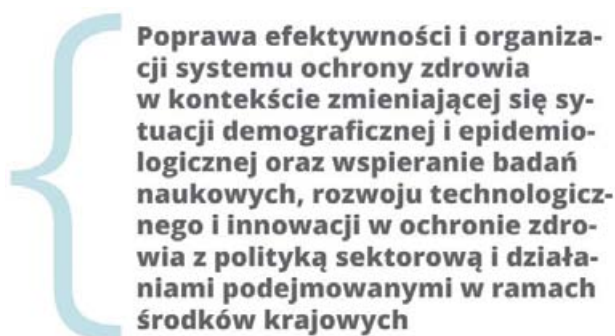 Poprawa efektywności i organiza-
cji systemu ochrony zdrowia
w kontekście zmieniającej się sy-
tuacji demograficznej i epidemio-
logicznej oraz wspieranie badań
naukowych, rozwoju technologicz-
nego i innowacji w ochronie zdro-
wia z polityką sektorową i działa-
niami podejmowanymi w ramach
środków krajowych